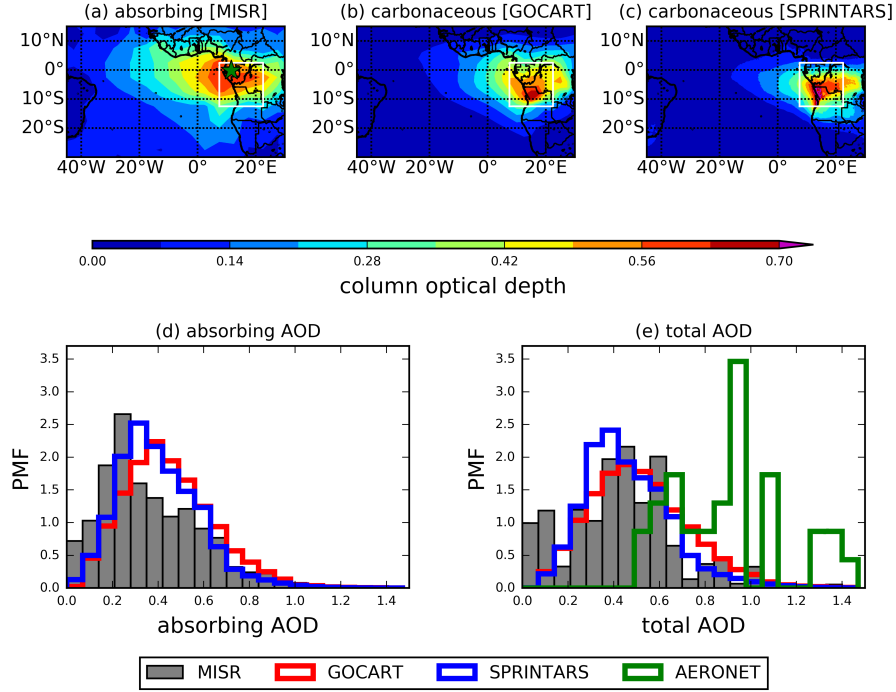 (a) absorbing [MISR] (b) carbonaceous [GOCART] (c) carbonaceous [SPRINTARS]
10°N 10°N 10°N
0° 0° 0°
10°S 10°S 10°S
20°S 20°S 20°S
40°W 20°W 0° 20°E 40°W 20°W 0° 20°E 40°W 20°W 0° 20°E
0.00 0.14 0.28 0.42 0.56 0.70
column optical depth
(d) absorbing AOD (e) total AOD
3.5 3.5
3.0 3.0
2.5 2.5
2.0 2.0
1.5 1.5
1.0 1.0
0.5 0.5
0.0 0.0
PMF PMF
0.0 0.2 0.4 0.6 0.8 1.0 1.2 1.4 0.0 0.2 0.4 0.6 0.8 1.0 1.2 1.4
absorbing AOD total AOD
MISR GOCART SPRINTARS AERONET